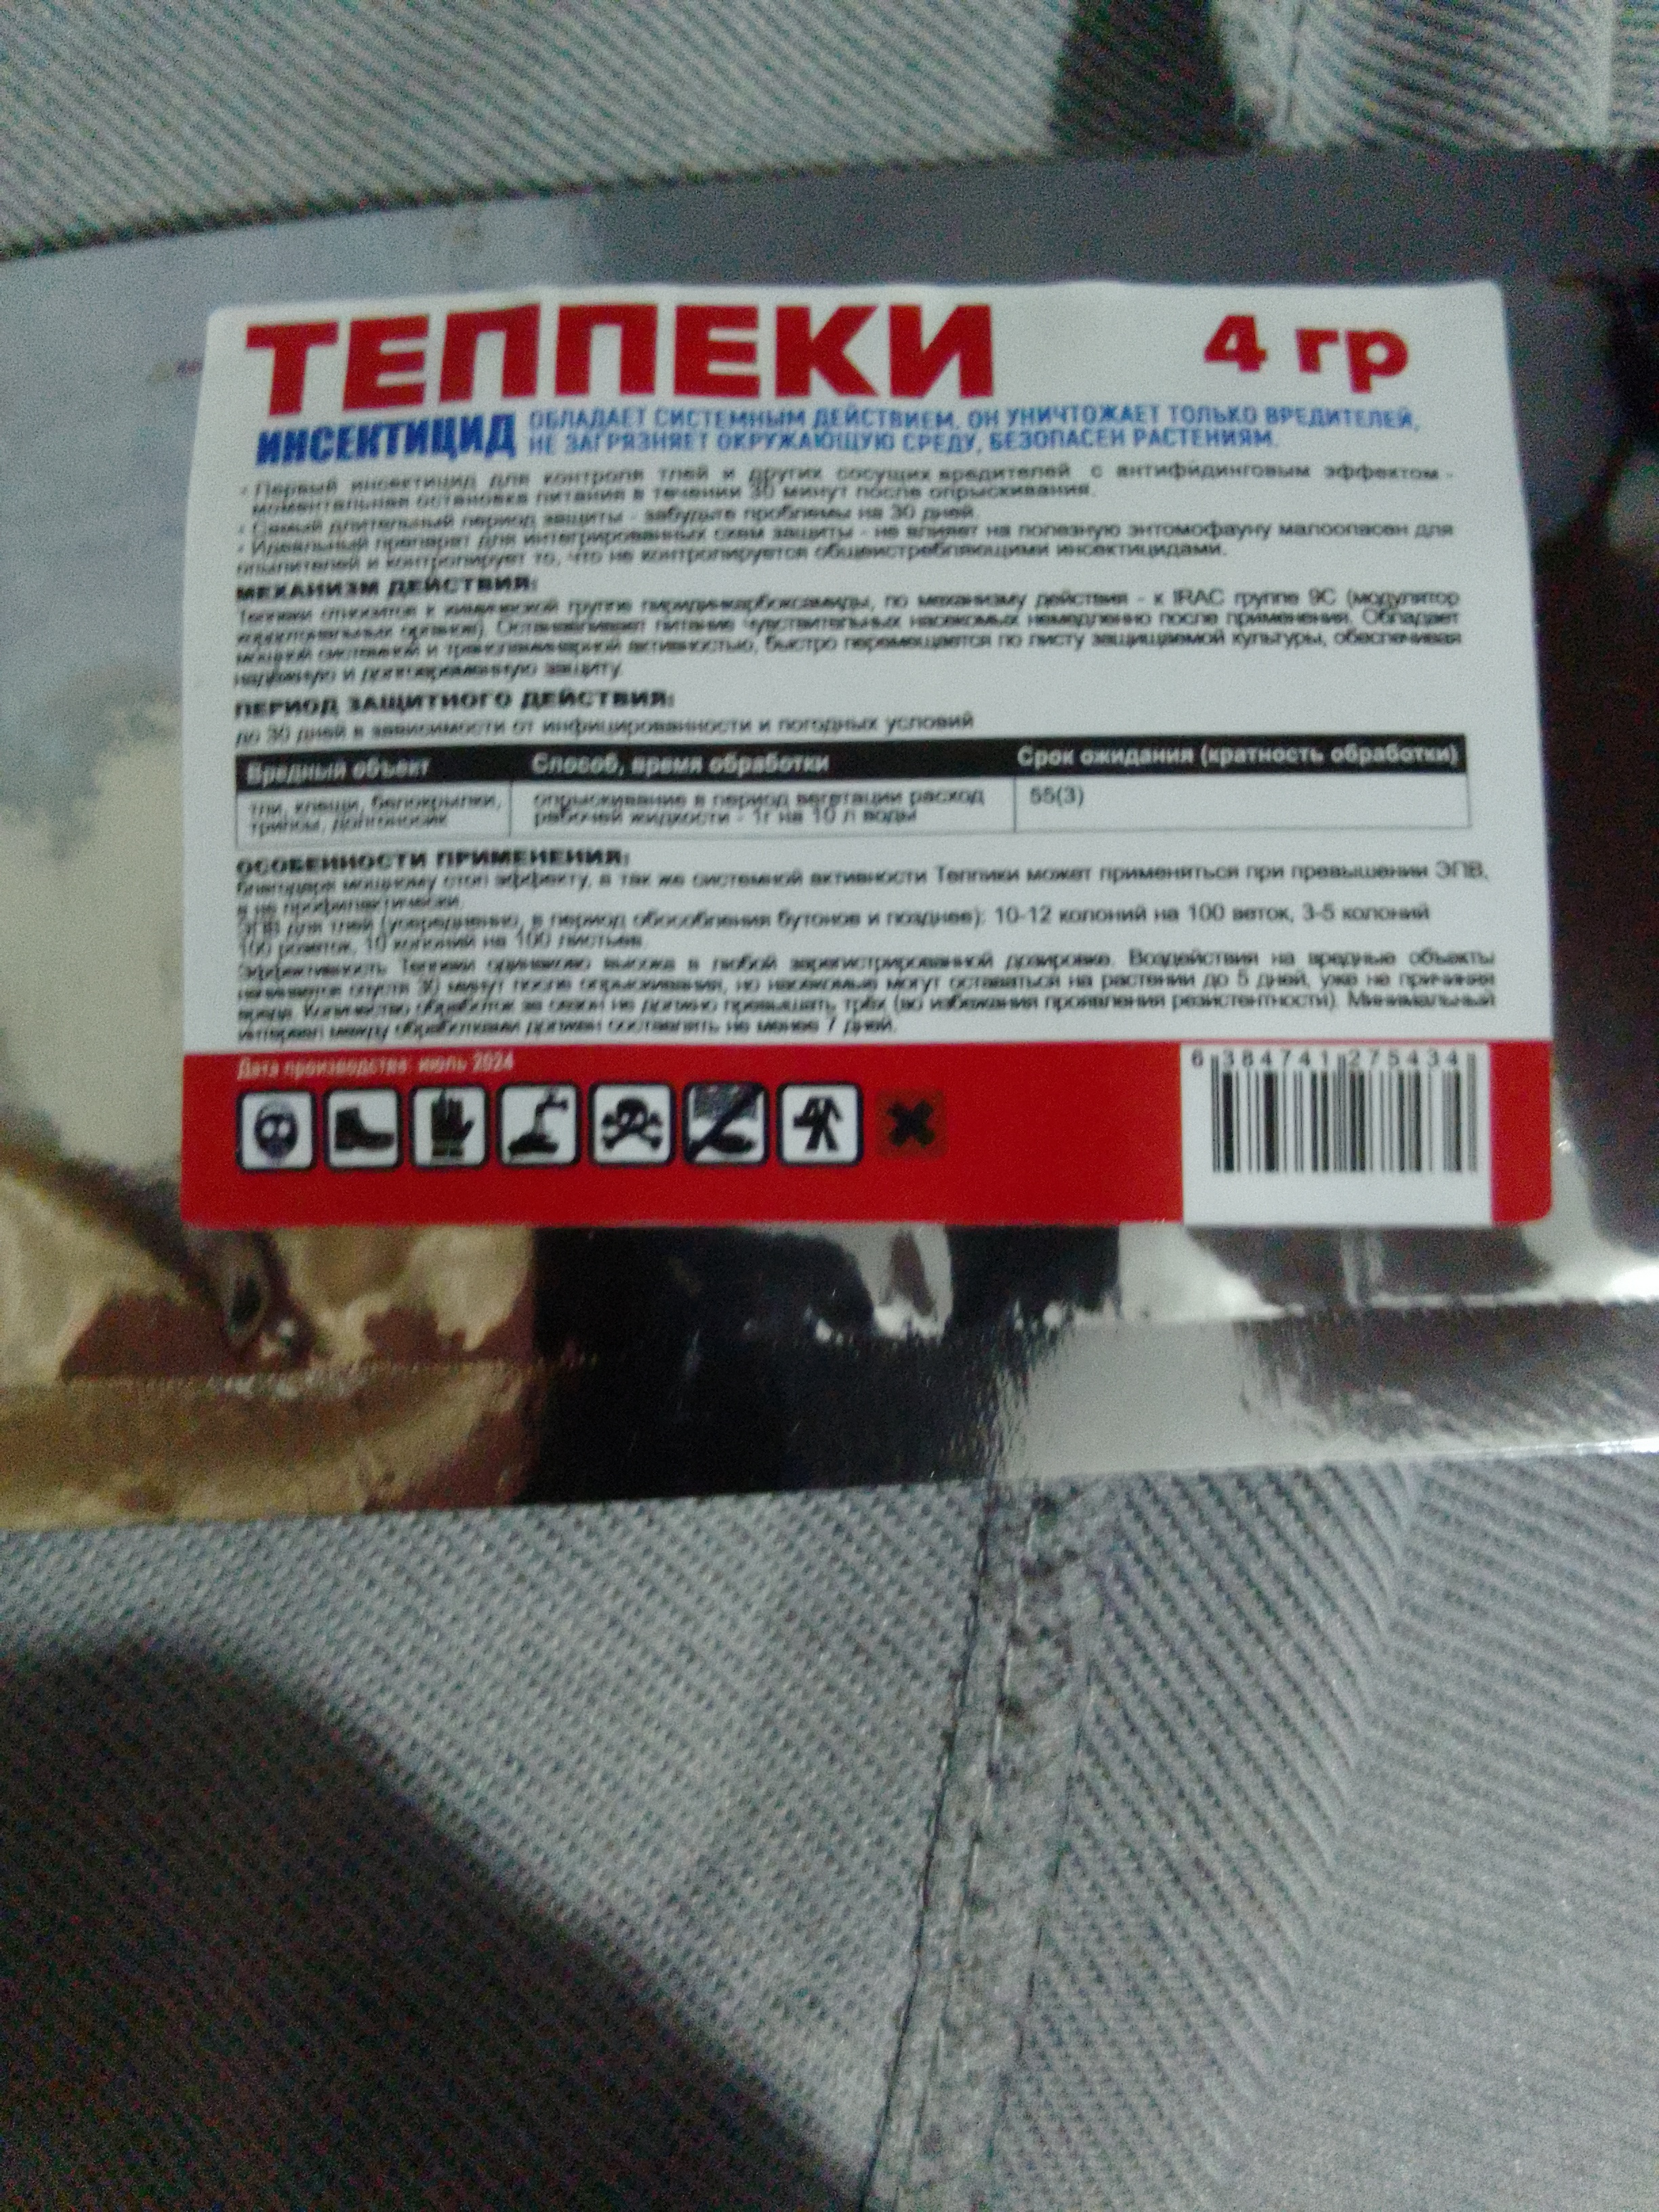 ТЕППЕКИ 4 гр
ИНСЕКТИЦИД ОБЛАДАЕТ СИСТЕМНЫМ ДЕЙСТВИЕМ. ОН УНИЧТОЖАЕТ ТОЛЬКО ВРЕДИТЕЛЕЙ,
НЕ ЗАГРЯЗНЯЕТ ОКРУЖАЮЩУЮ СРЕДУ, БЕЗОПАСЕН РАСТЕНИЯМ.
- Первый инсектицид для контроля тлей и других сосущих вредителей с антифидинговым эффектом -
моментальная остановка питания в течении 30 минут после опрыскивания.
- Самый длительный период защиты - забудьте проблемы на 30 дней.
- Идеальный препарат для интегрированных схем защиты - не влияет на полезную энтомофауну малоопасен для
опылителей и контролирует то, что не контролируется общеистребляющими инсектицидами.
МЕХАНИЗМ ДЕЙСТВИЯ:
Теппеки относится к химической группе пиридинкарбоксамиды, по механизму действия - к IRAC группе 9C (модулятор
хордотональных органов). Останавливает питание чувствительных насекомых немедленно после применения. Обладает
мощной системной и трансламинарной активностью, быстро перемещается по листу защищаемой культуры, обеспечивая
надежную и долговременную защиту.
ПЕРИОД ЗАЩИТНОГО ДЕЙСТВИЯ:
до 30 дней в зависимости от инфицированности и погодных условий
Вредный объект Способ, время обработки Срок ожидания (кратность обработки)
тли, клещи, белокрылки, опрыскивание в период вегетации расход 55(3)
трипсы, долгоносик рабочей жидкости - 1г на 10 л воды
ОСОБЕННОСТИ ПРИМЕНЕНИЯ:
Благодаря мощному стоп эффекту, а так же системной активности Теппики может применяться при превышении ЭПВ,
а не профилактически.
ЭПВ для тлей (усредненно, в период обособления бутонов и позднее): 10-12 колоний на 100 веток, 3-5 колоний
100 розеток, 10 колоний на 100 листьев.
Эффективность Теппеки одинаково высока в любой зарегистрированной дозировке. Воздействия на вредные объекты
начинается спустя 30 минут после опрыскивания, но насекомые могут оставаться на растении до 5 дней, уже не причиняя
вреда. Количество обработок за сезон не должно превышать трёх (во избежания проявления резистентности). Минимальный
интервал между обработками должен составлять не менее 7 дней.
Дата производства: июль 2024
6 384741 275434